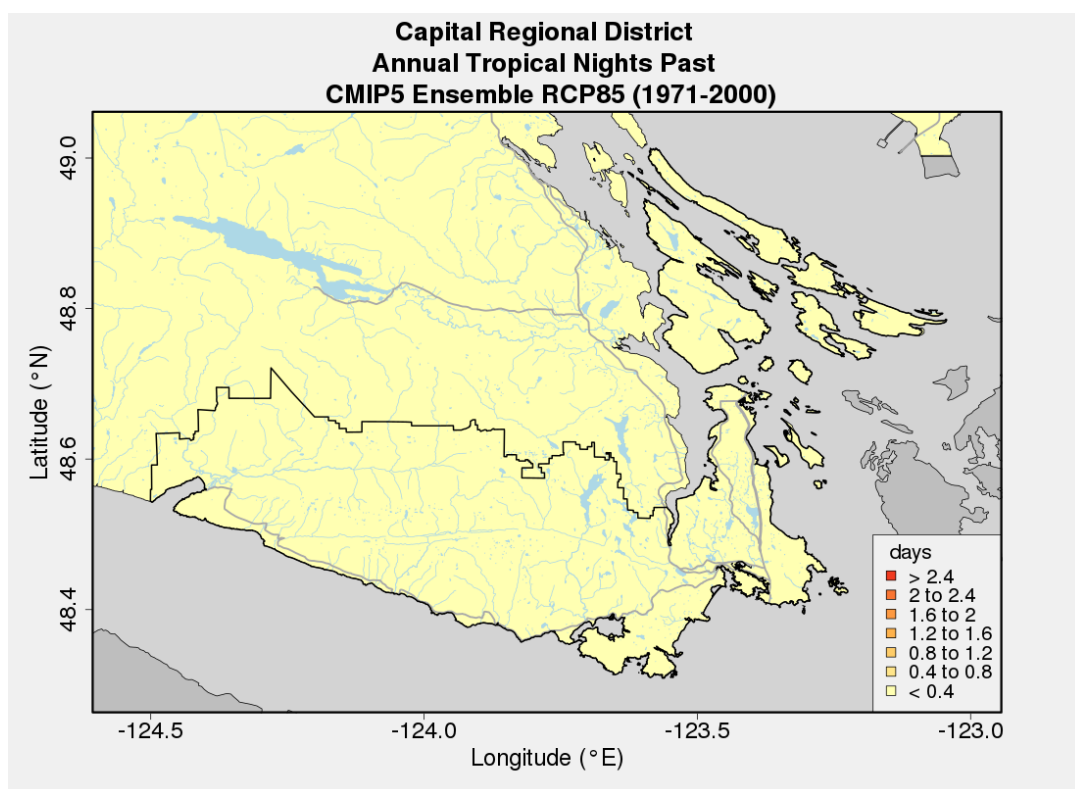 Capital Regional District
Annual Tropical Nights Past
CMIP5 Ensemble RCP85 (1971-2000)
Latitude (°N)
49.0
48.8
48.6
48.4
days
> 2.4
2 to 2.4
1.6 to 2
1.2 to 1.6
0.8 to 1.2
0.4 to 0.8
< 0.4
-124.5 -124.0 -123.5 -123.0
Longitude (°E)